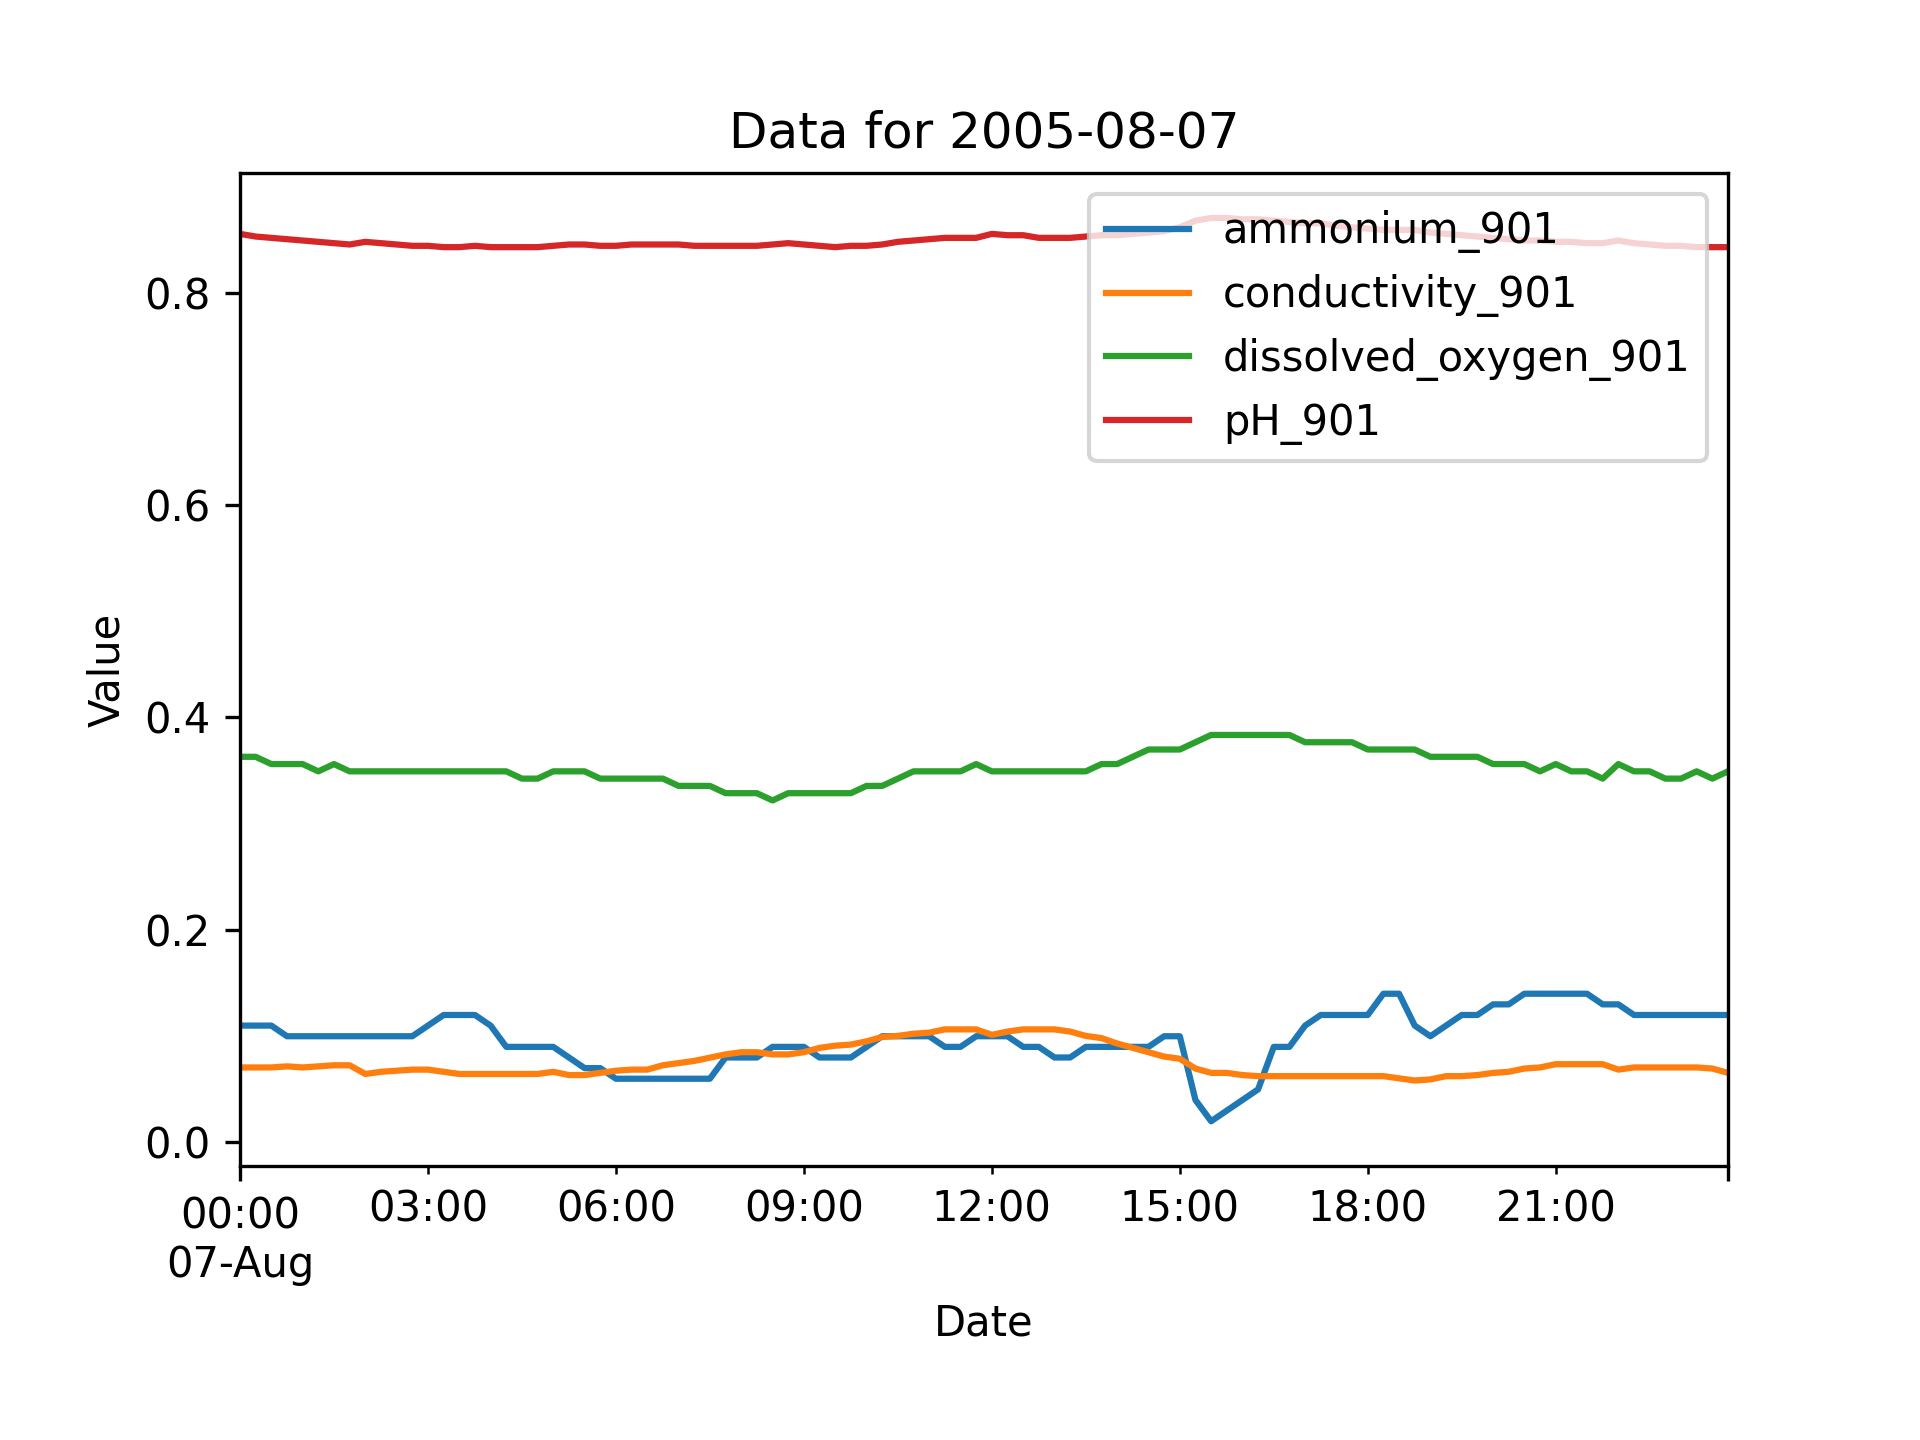 Data for 2005-08-07
ammonium_901
conductivity_901
dissolved_oxygen_901
pH_901
Value
0.8
0.6
0.4
0.2
0.0
00:00 03:00 06:00 09:00 12:00 15:00 18:00 21:00
07-Aug
Date